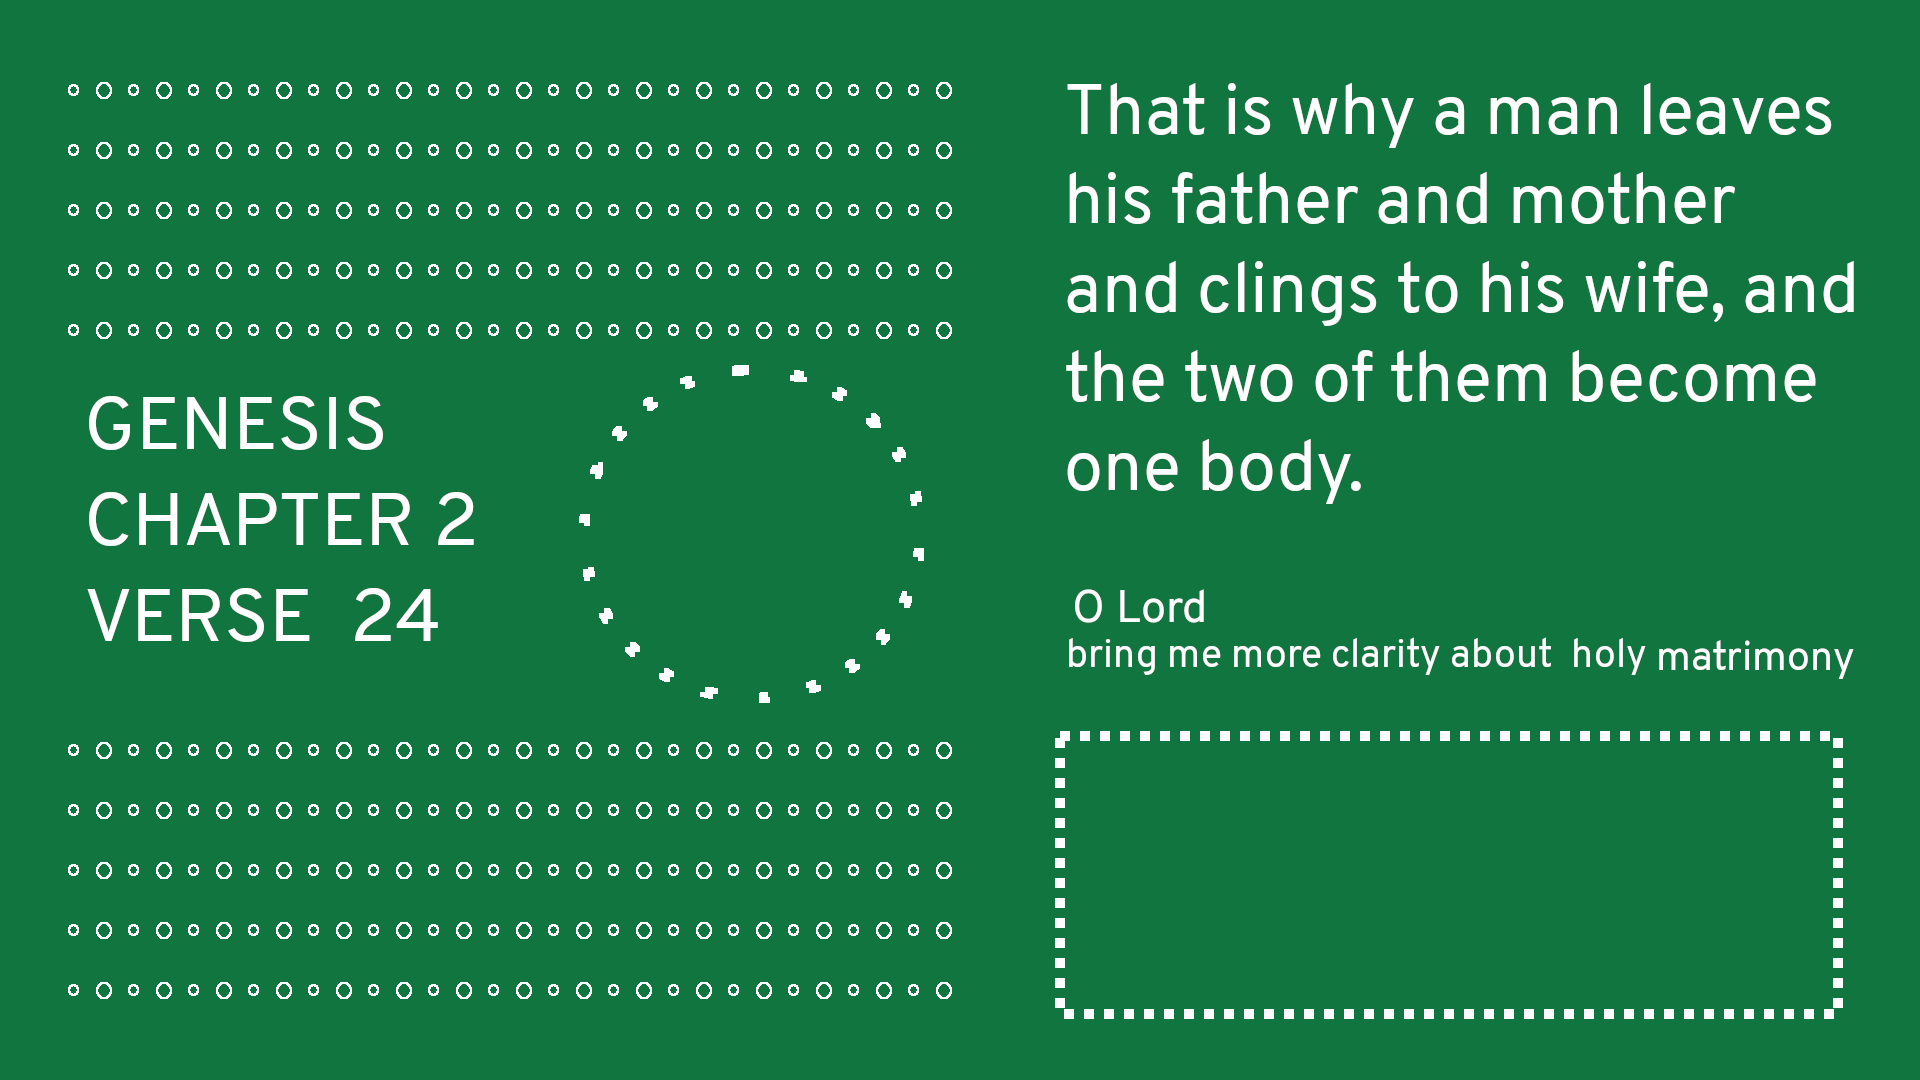 GENESIS
CHAPTER 2
VERSE  24
That is why a man leaves
his father and mother
and clings to his wife, and
the two of them become
one body.
O Lord
bring me more clarity about  holy matrimony